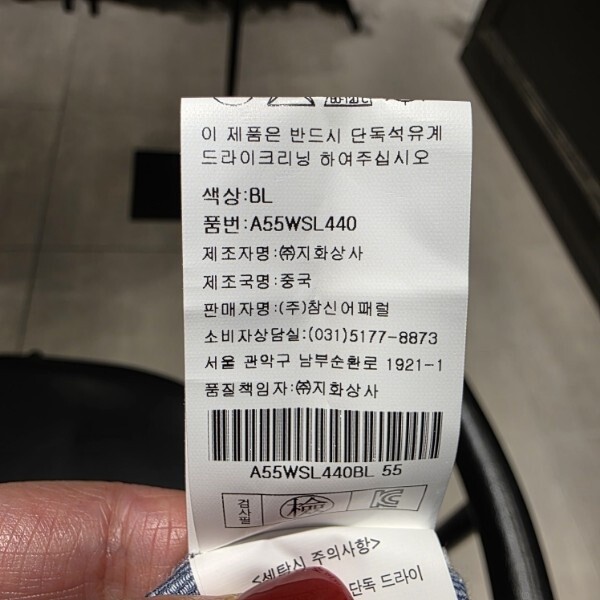 이 제품은 반드시 단독석유계
드라이크리닝 하여주십시오
색상:BL
품번:A55WSL440
제조자명:㈜지화상사
제조국명:중국
판매자명:(주)참신어패럴
소비자상담실:(031)5177-8873
서울 관악구 남부순환로 1921-1
품질책임자:㈜지화상사
A55WSL440BL 55
검사필 檢 KC
<세탁시 주의사항>
단독 드라이